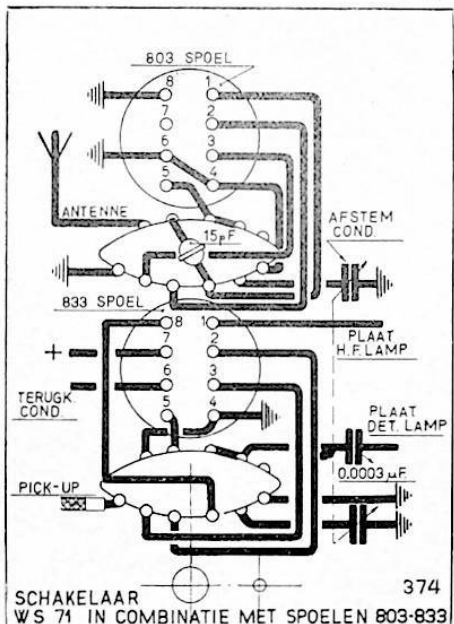 803 SPOEL
8 1
7 2
6 3
5 4
ANTENNE
15pF
AFSTEM
COND.
833 SPOEL
8 1
7 2
6 3
5 4
+
PLAAT
H.F. LAMP
TERUGK.
COND.
PLAAT
DET. LAMP
0.0003 µF.
PICK-UP
SCHAKELAAR 374
WS 71 IN COMBINATIE MET SPOELEN 803-833